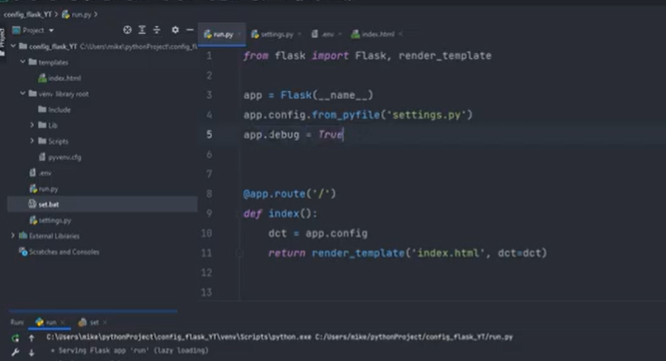 config_flask_YT > run.py
Project
Project
config_flask_YT C:\Users\mike\pythonProject\config_fl
templates
index.html
venv library root
Include
Lib
Scripts
pyvenv.cfg
.env
run.py
set.bat
settings.py
External Libraries
Scratches and Consoles
run.py
settings.py
.env
index.html
1 from flask import Flask, render_template
2
3 app = Flask(__name__)
4 app.config.from_pyfile('settings.py')
5 app.debug = True
6
7
8 @app.route('/')
9 def index():
10 dct = app.config
11 return render_template('index.html', dct=dct)
12
13
Run: run set
C:\Users\mike\pythonProject\config_flask_YT\venv\Scripts\python.exe C:/Users/mike/pythonProject/config_flask_YT/run.py
* Serving Flask app 'run' (lazy loading)